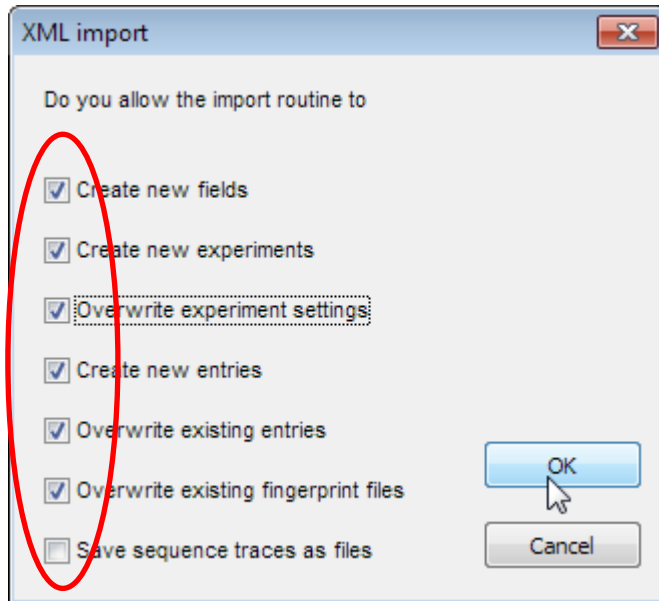 XML import
Do you allow the import routine to
Create new fields
Create new experiments
Overwrite experiment settings
Create new entries
Overwrite existing entries
Overwrite existing fingerprint files
Save sequence traces as files
OK
Cancel